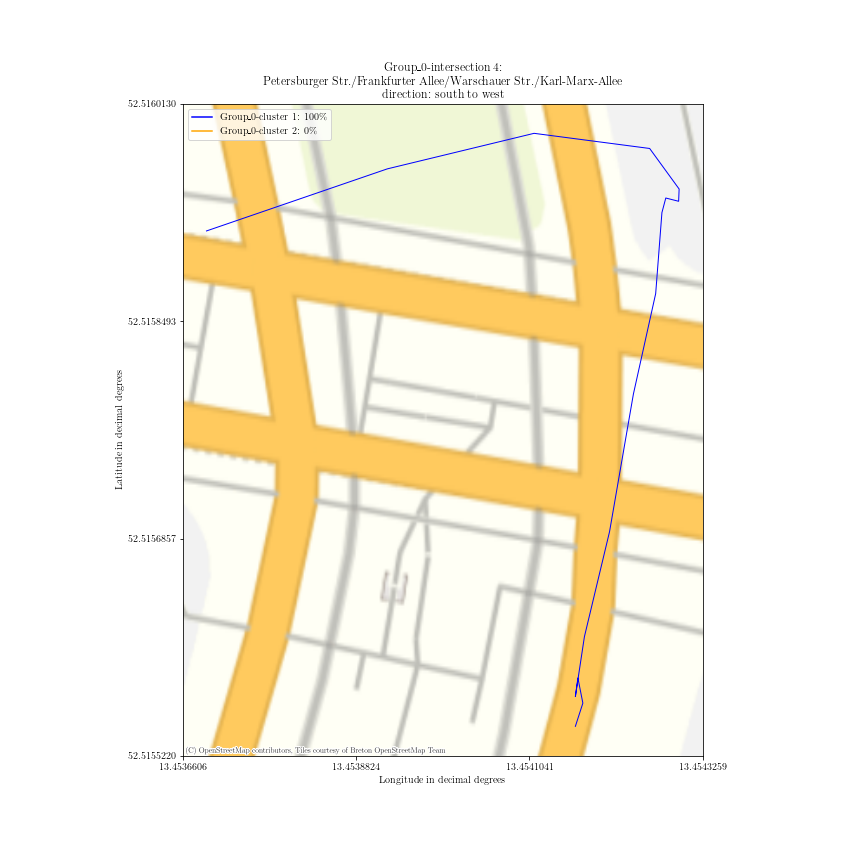 Group_0-intersection 4:
Petersburger Str./Frankfurter Allee/Warschauer Str./Karl-Marx-Allee
direction: south to west
52.5160130
Group_0-cluster 1: 100%
Group_0-cluster 2: 0%
52.5158493
Latitude in decimal degrees
52.5156857
52.5155220
(C) OpenStreetMap contributors, Tiles courtesy of Breton OpenStreetMap Team
13.4536606 13.4538824 13.4541041 13.4543259
Longitude in decimal degrees